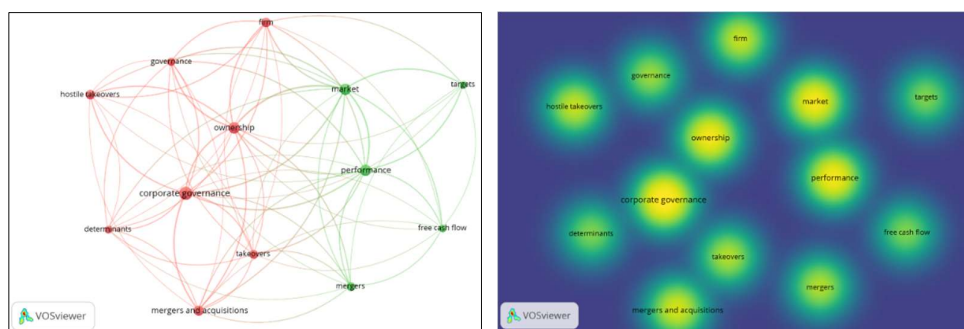 firm
governance
market
targets
hostile takeovers
ownership
performance
corporate governance
determinants
free cash flow
takeovers
mergers
mergers and acquisitions
VOSviewer
firm
governance
market
targets
hostile takeovers
ownership
performance
corporate governance
determinants
free cash flow
takeovers
mergers
mergers and acquisitions
VOSviewer